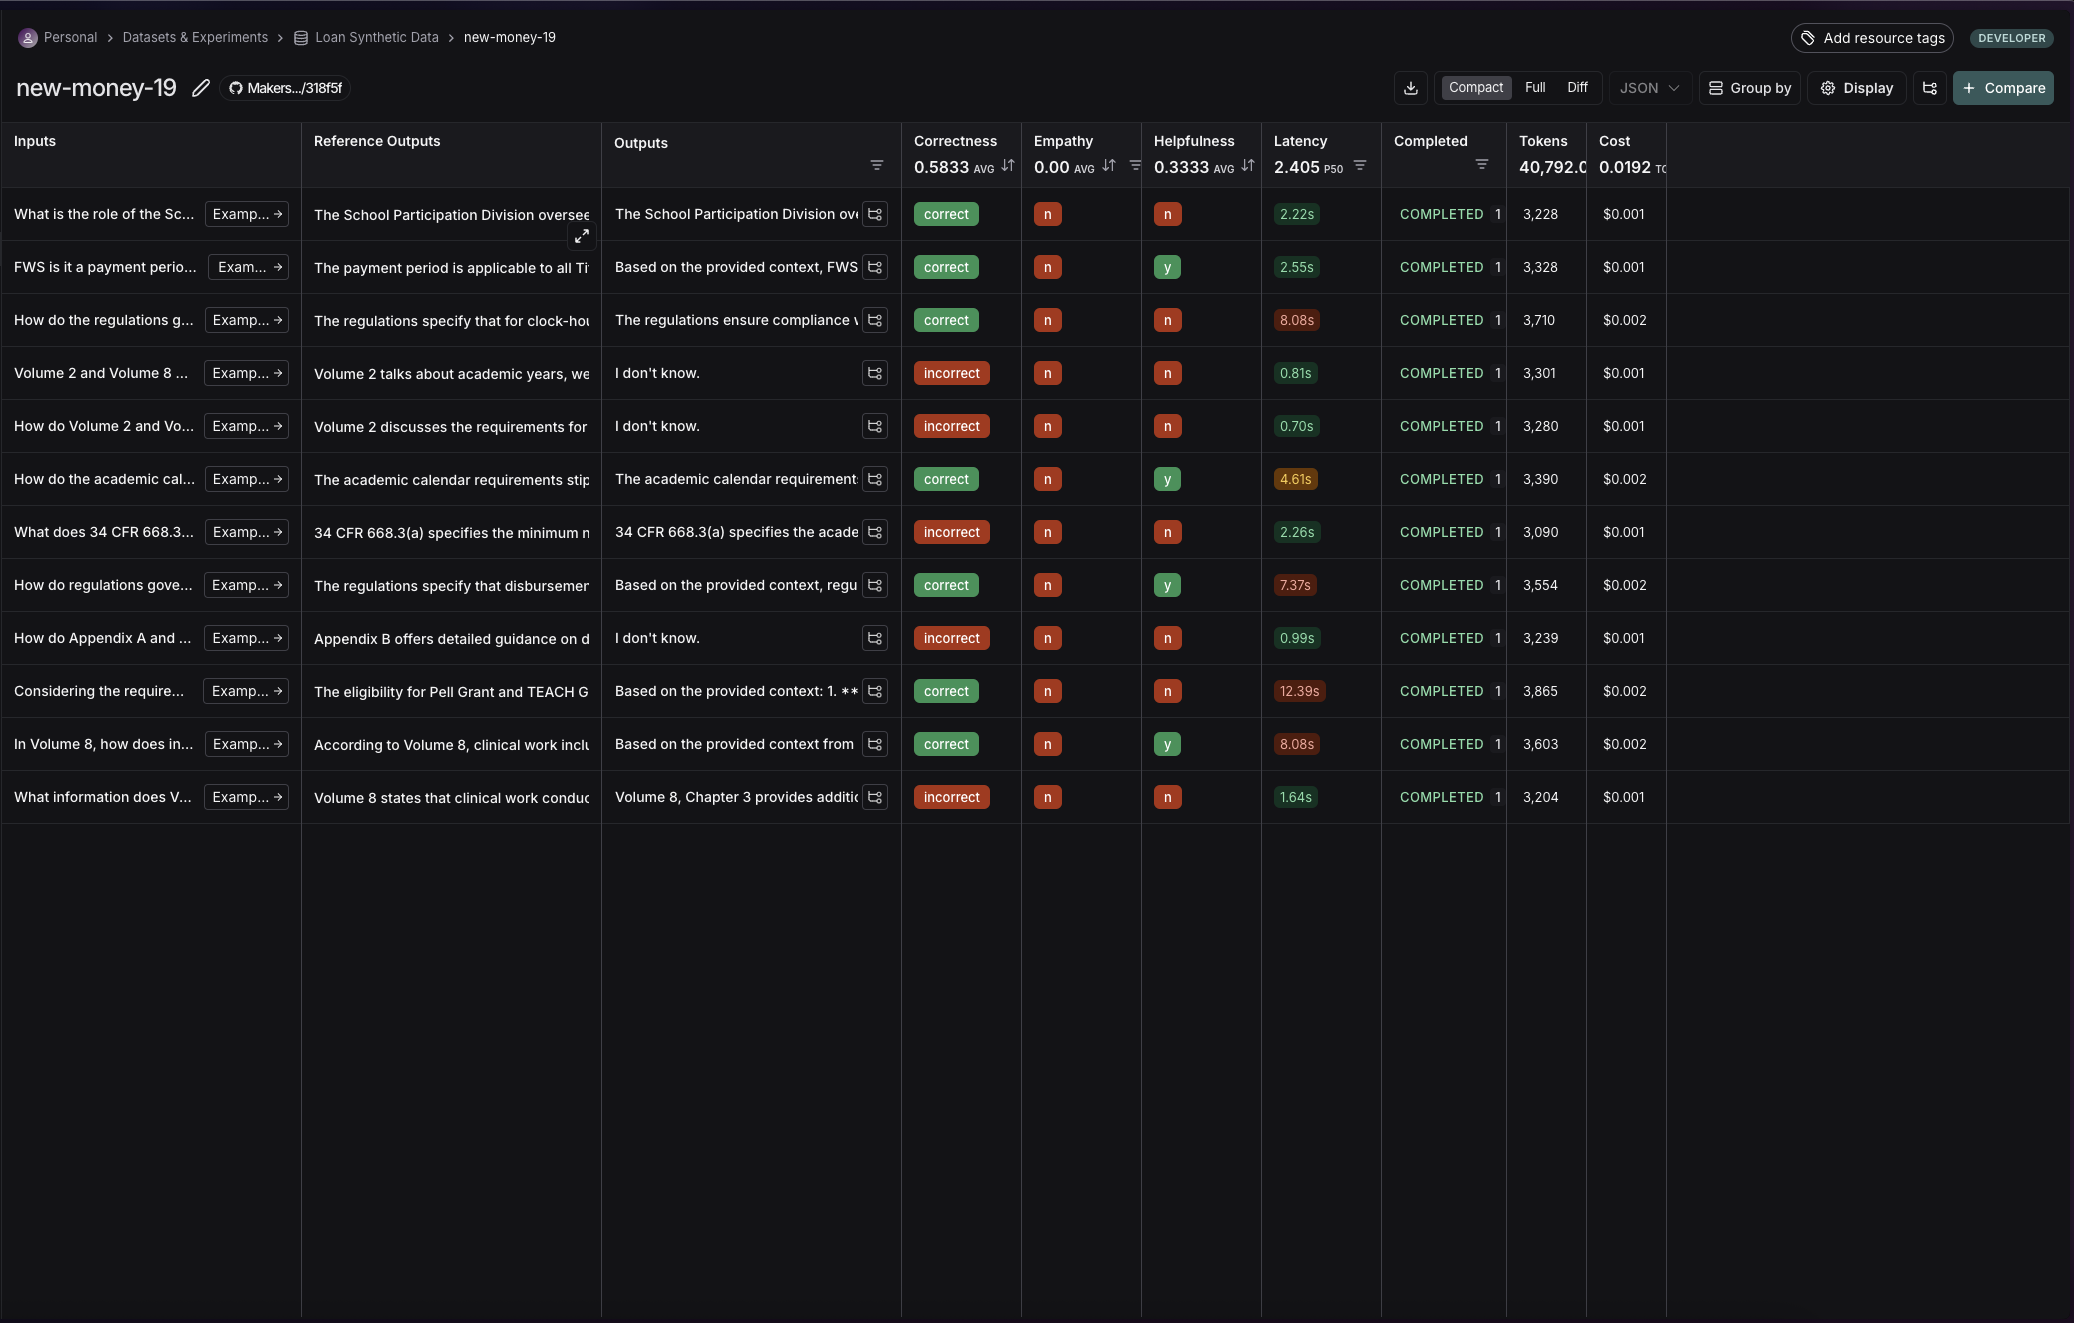 Personal > Datasets & Experiments > Loan Synthetic Data > new-money-19
Add resource tags DEVELOPER
new-money-19 Makers.../318f5f
Compact Full Diff JSON Group by Display + Compare
Inputs Reference Outputs Outputs Correctness Empathy Helpfulness Latency Completed Tokens Cost
0.5833 AVG 0.00 AVG 0.3333 AVG 2.405 P50 40,792.0 0.0192
What is the role of the Sc... Examp... → The School Participation Division oversee The School Participation Division ov correct n n 2.22s COMPLETED 1 3,228 $0.001
FWS is it a payment perio... Exam... → The payment period is applicable to all Ti Based on the provided context, FWS correct n y 2.55s COMPLETED 1 3,328 $0.001
How do the regulations g... Examp... → The regulations specify that for clock-hou The regulations ensure compliance correct n n 8.08s COMPLETED 1 3,710 $0.002
Volume 2 and Volume 8 ... Examp... → Volume 2 talks about academic years, we I don't know. incorrect n n 0.81s COMPLETED 1 3,301 $0.001
How do Volume 2 and Vo... Examp... → Volume 2 discusses the requirements for I don't know. incorrect n n 0.70s COMPLETED 1 3,280 $0.001
How do the academic cal... Examp... → The academic calendar requirements stip The academic calendar requirement correct n y 4.61s COMPLETED 1 3,390 $0.002
What does 34 CFR 668.3... Examp... → 34 CFR 668.3(a) specifies the minimum n 34 CFR 668.3(a) specifies the acade incorrect n n 2.26s COMPLETED 1 3,090 $0.001
How do regulations gove... Examp... → The regulations specify that disbursemen Based on the provided context, regu correct n y 7.37s COMPLETED 1 3,554 $0.002
How do Appendix A and ... Examp... → Appendix B offers detailed guidance on d I don't know. incorrect n n 0.99s COMPLETED 1 3,239 $0.001
Considering the require... Examp... → The eligibility for Pell Grant and TEACH G Based on the provided context: 1. ** correct n n 12.39s COMPLETED 1 3,865 $0.002
In Volume 8, how does in... Examp... → According to Volume 8, clinical work inclu Based on the provided context from correct n y 8.08s COMPLETED 1 3,603 $0.002
What information does V... Examp... → Volume 8 states that clinical work conduc Volume 8, Chapter 3 provides additic incorrect n n 1.64s COMPLETED 1 3,204 $0.001